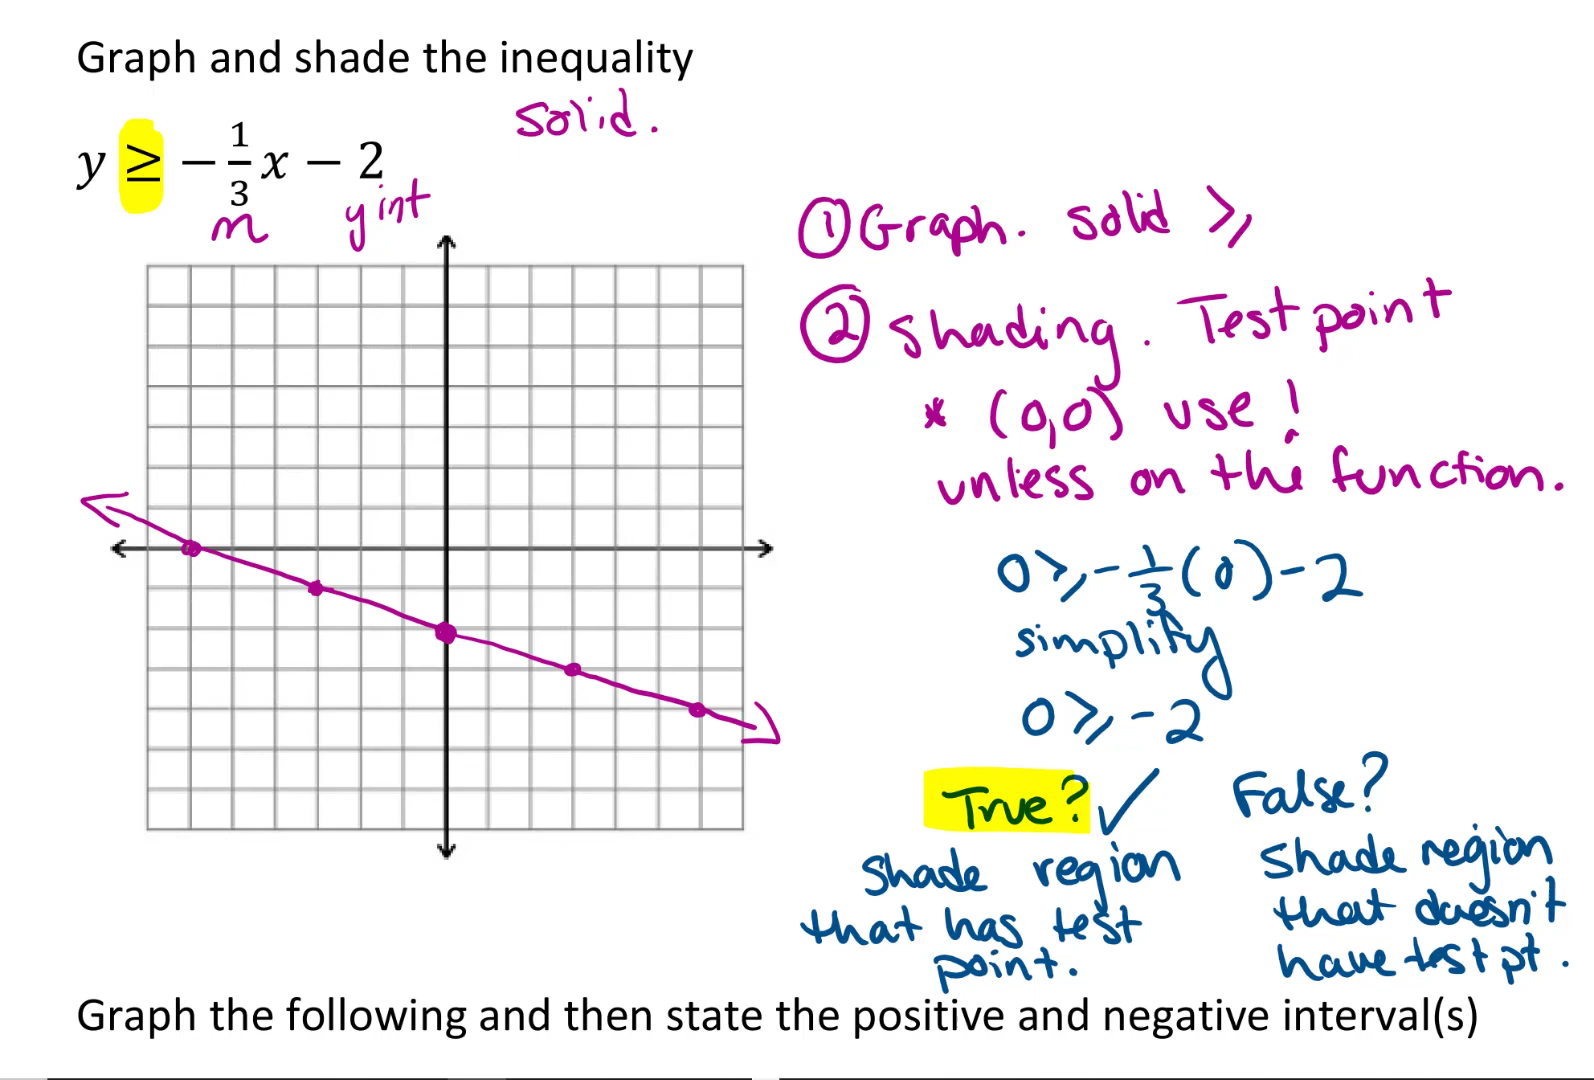 Graph and shade the inequality
solid.
y ≥ −1/3 x − 2
m y int
① Graph. solid ≥
② Shading. Test point
* (0,0) use!
unless on the function.
0 ≥ -1/3 (0) - 2
simplify
0 ≥ -2
True? ✓ False?
Shade region
that has test
point.
Shade region
that doesn't
have test pt.
Graph the following and then state the positive and negative interval(s)